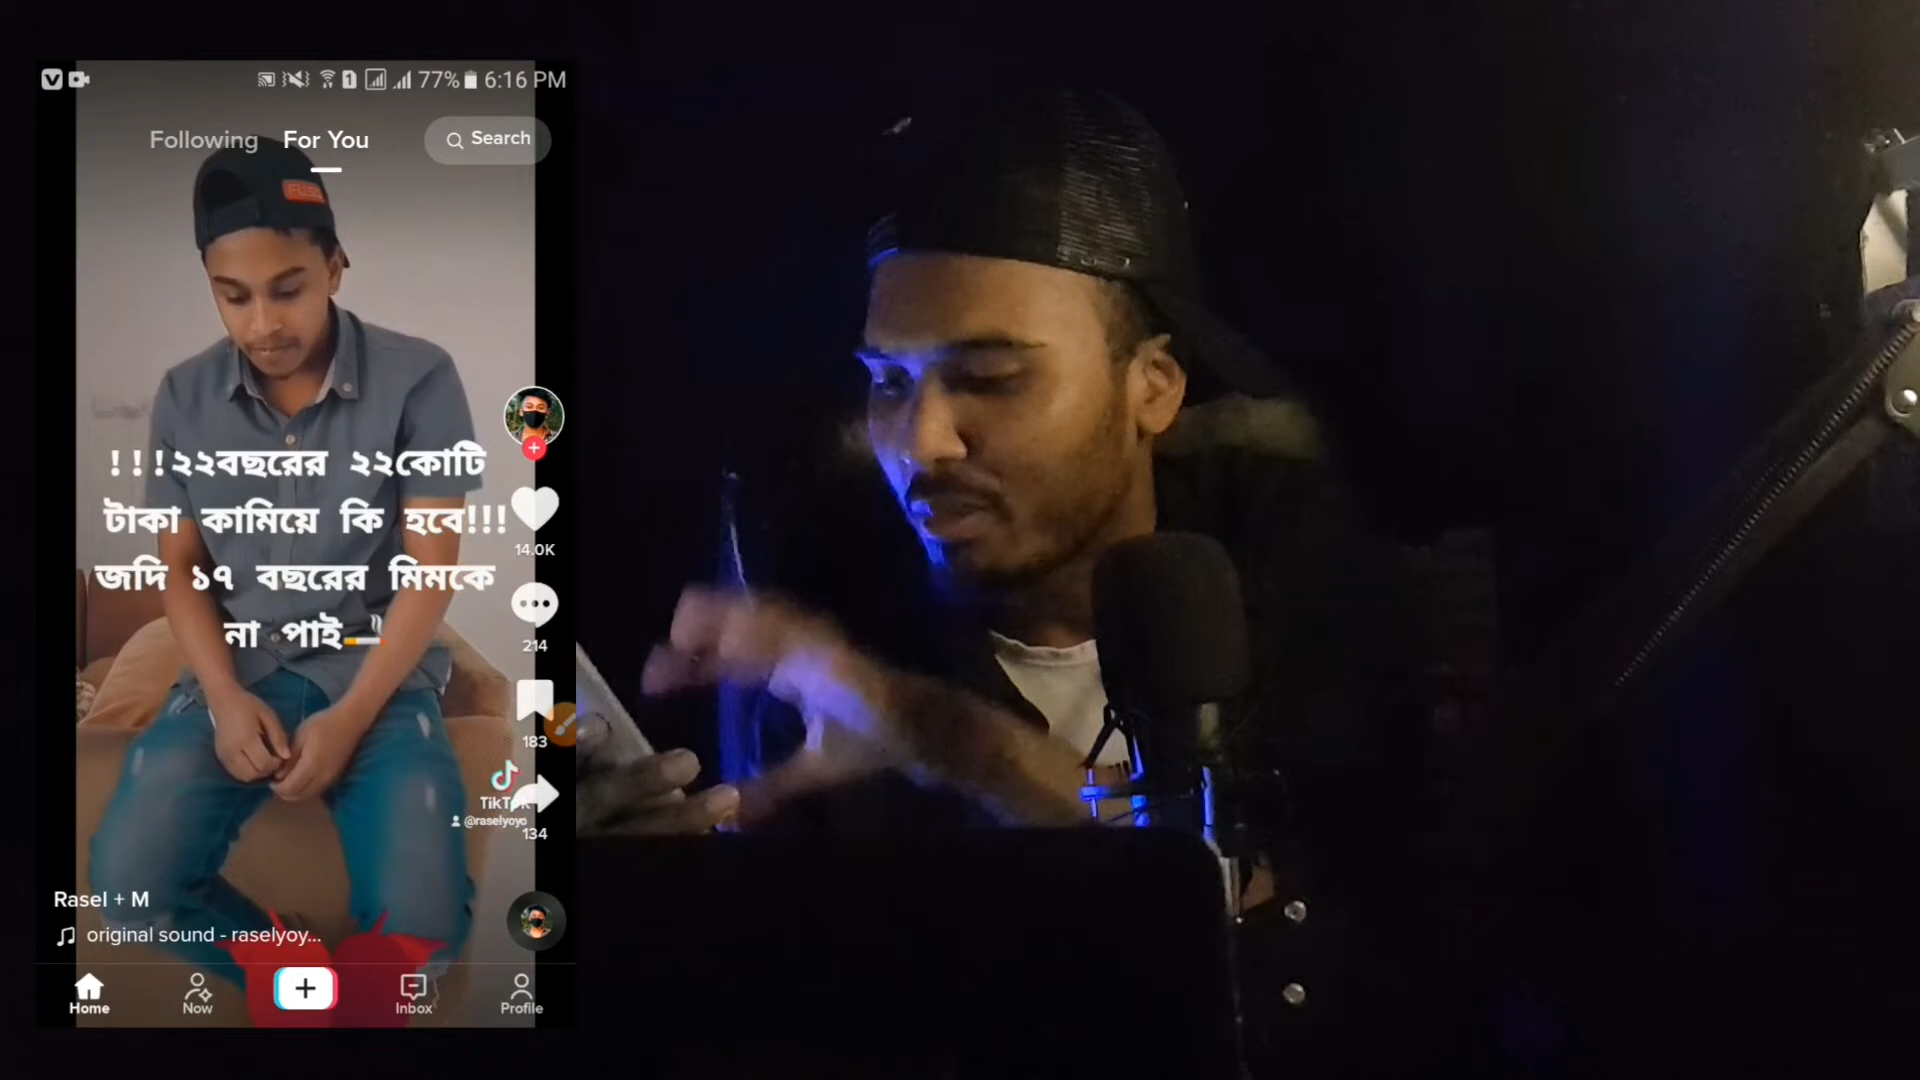 77% 6:16 PM
Following For You Search
!!!২২বছরের ২২কোটি
টাকা কামিয়ে কি হবে!!!
জদি ১৭ বছরের মিমকে
না পাই
14.0K
214
183
TikTok
@raselyoyo
134
Rasel + M
original sound - raselyoy...
Home Now Inbox Profile